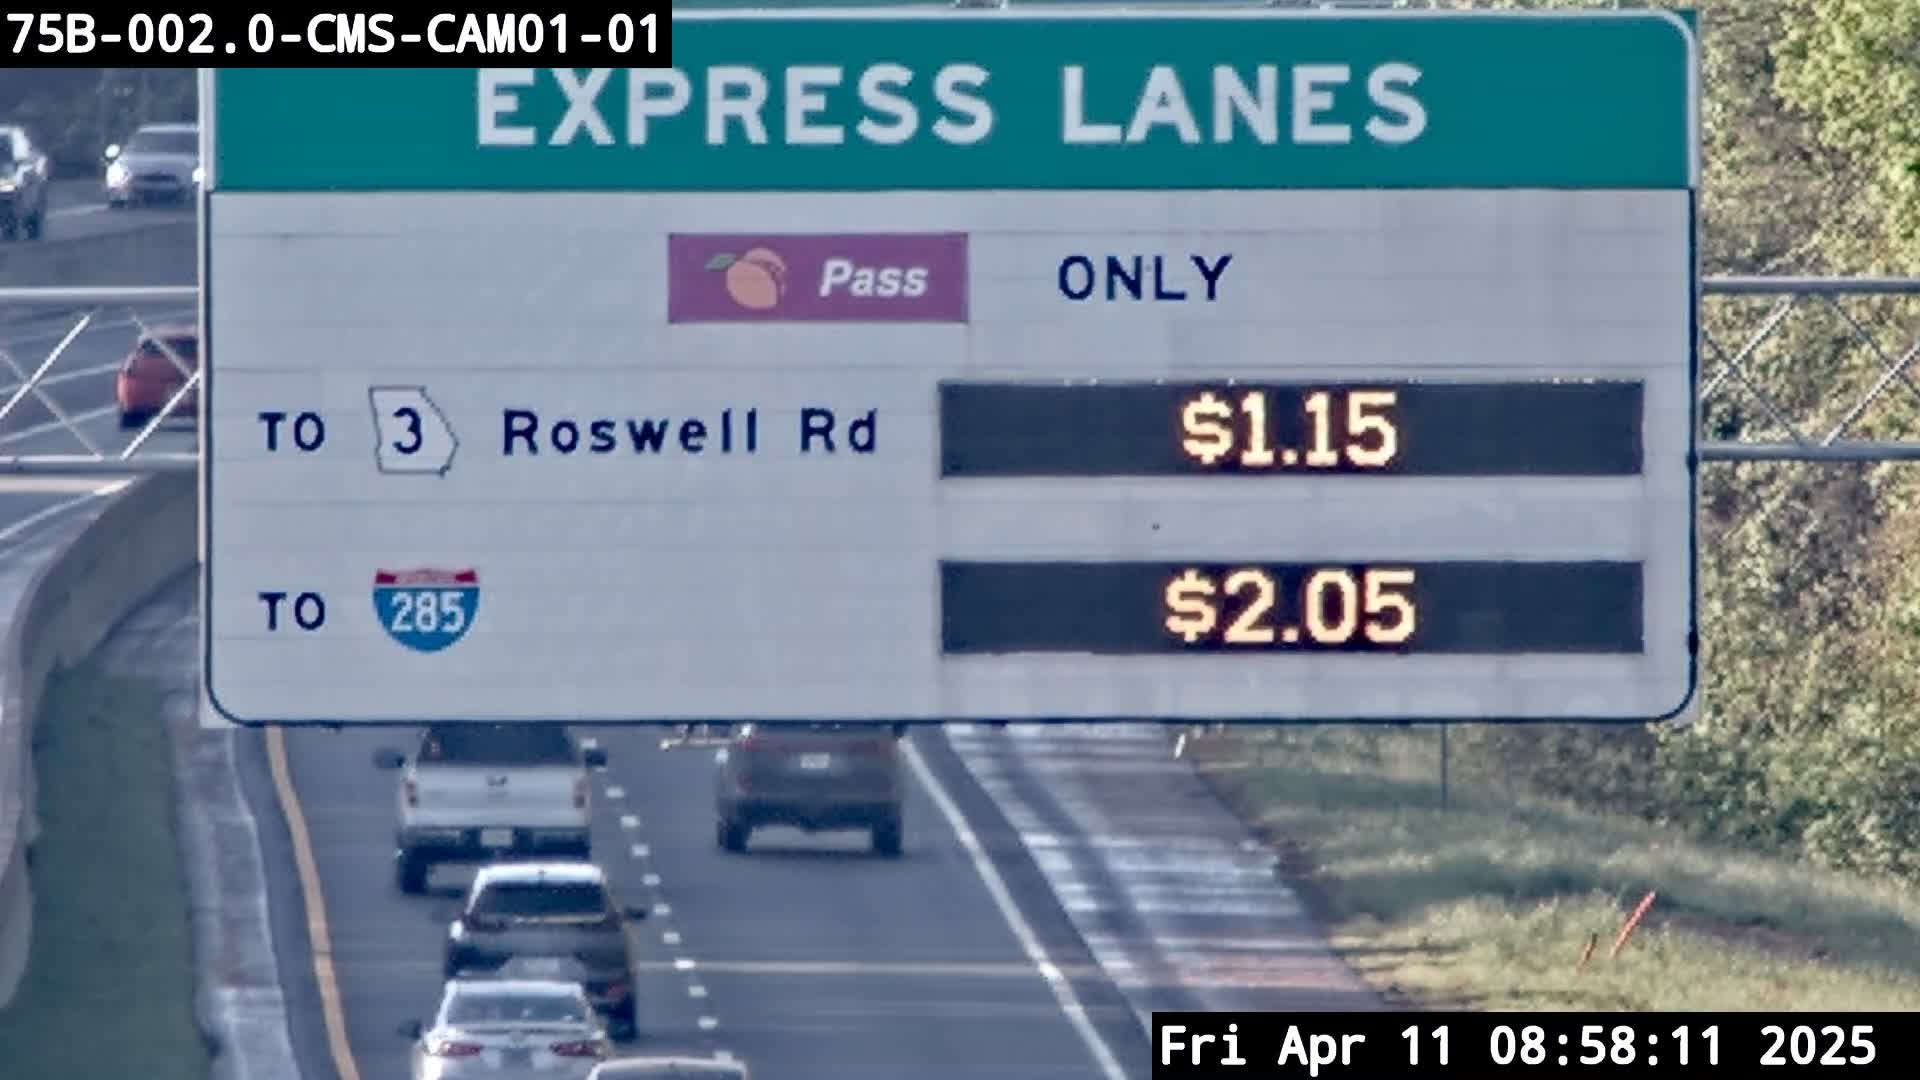 75B-002.0-CMS-CAM01-01
EXPRESS LANES
Pass ONLY
TO 3 Roswell Rd $1.15
TO 285 $2.05
Fri Apr 11 08:58:11 2025